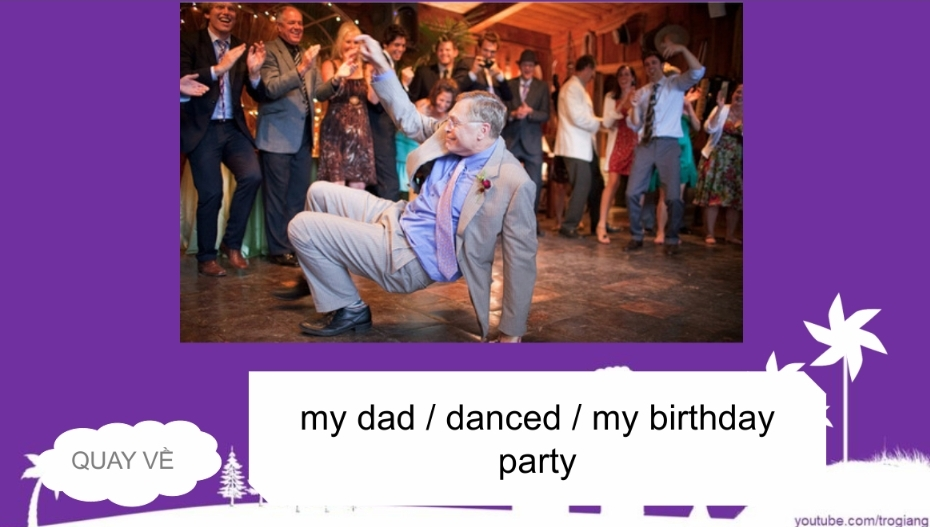 my dad / danced / my birthday
party
QUAY VỀ
youtube.com/trogiang